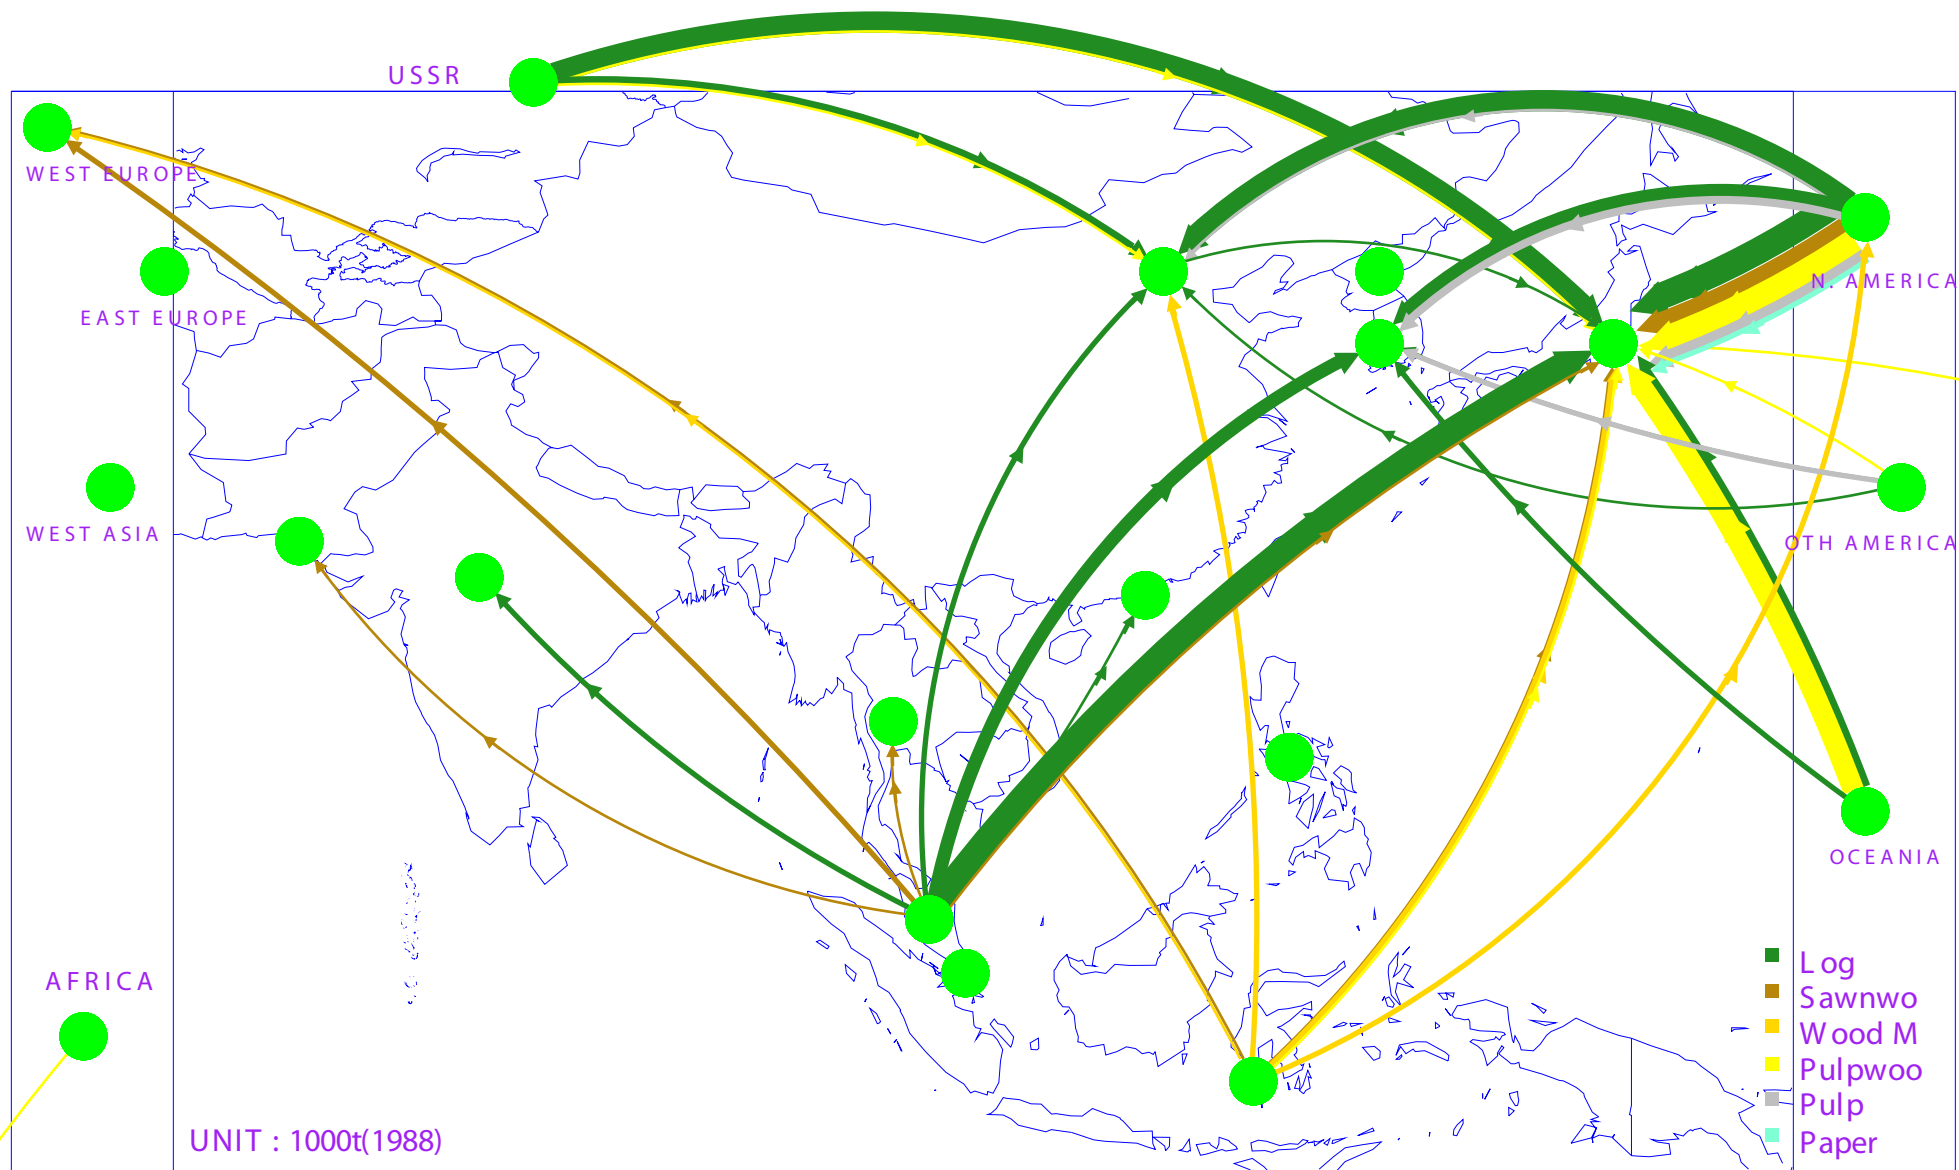 USSR
WEST EUROPE
EAST EUROPE
N. AMERICA
WEST ASIA
OTH AMERICA
OCEANIA
AFRICA
Log
Sawnwo
Wood M
Pulpwoo
Pulp
Paper
UNIT : 1000t(1988)